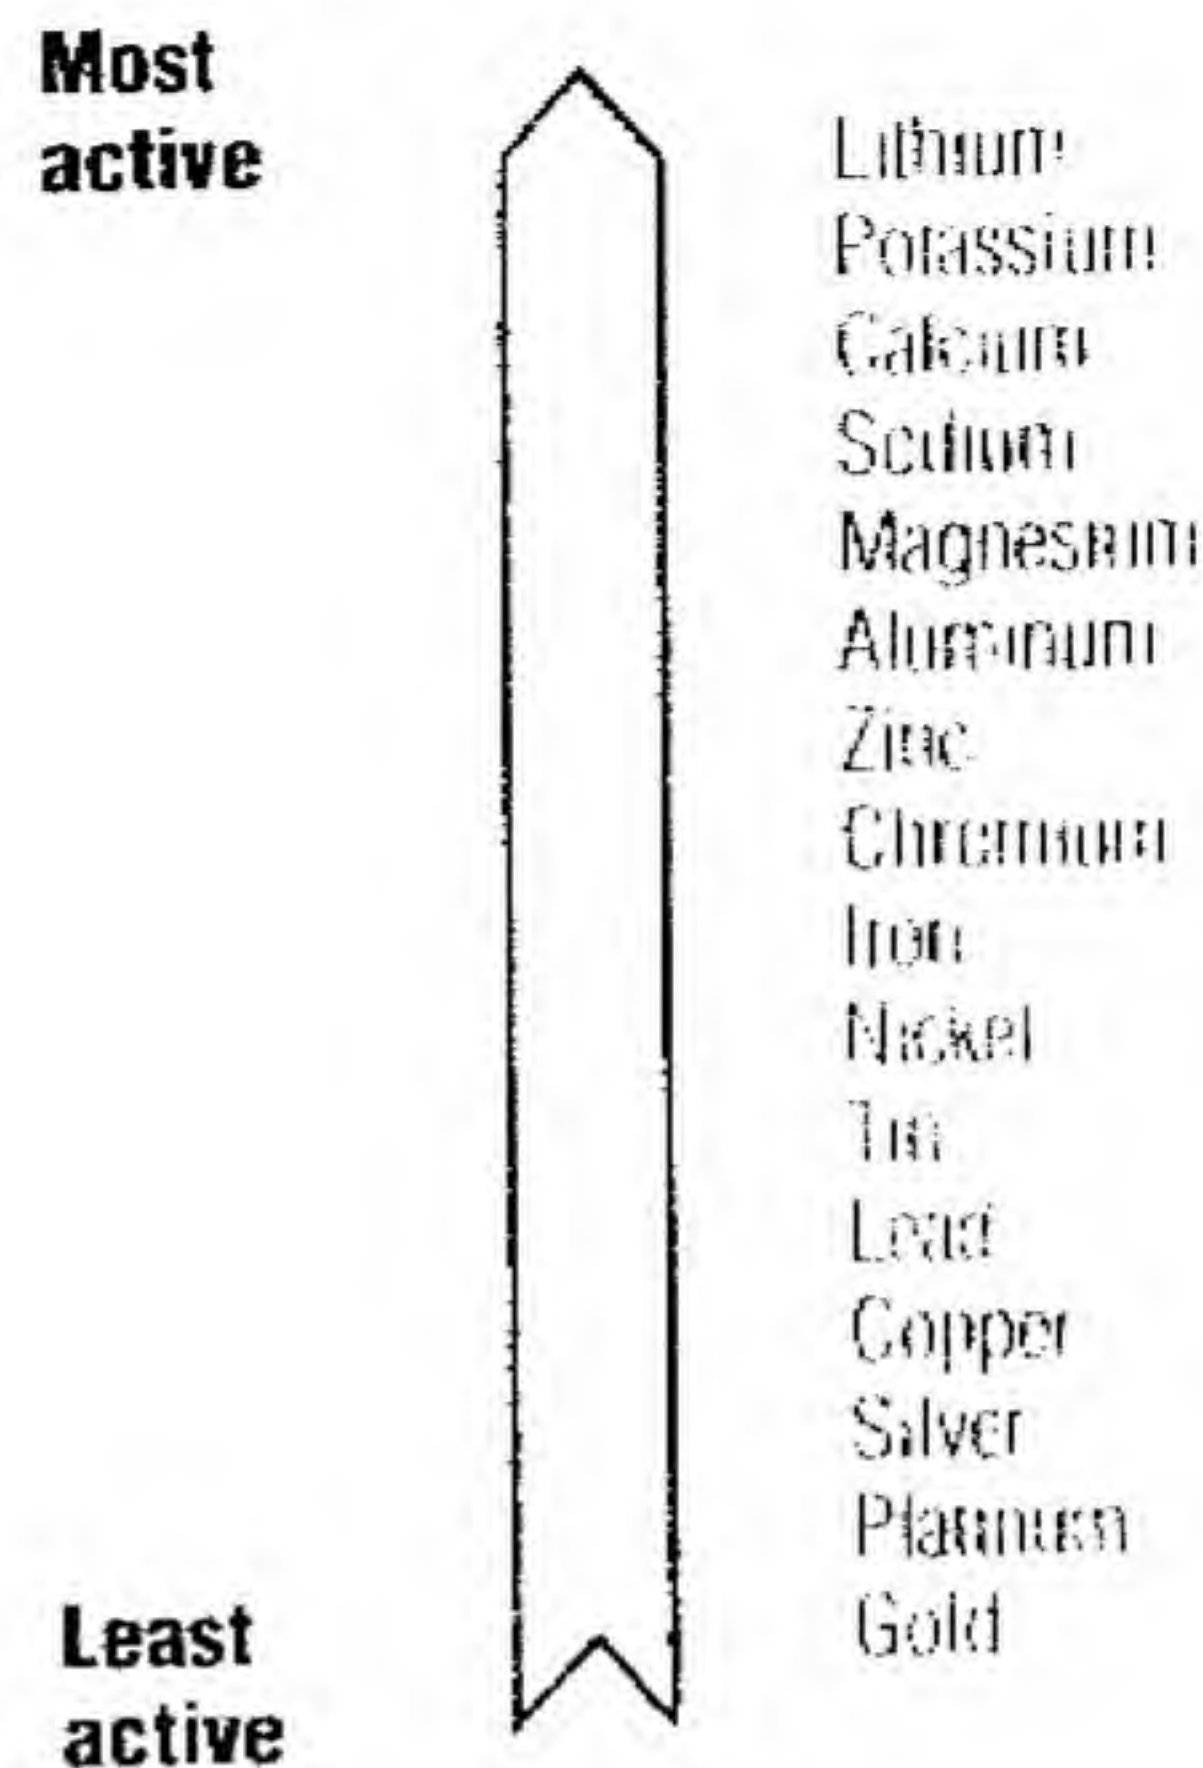 Most
active
Lithium
Potassium
Calcium
Sodium
Magnesium
Aluminum
Zinc
Chromium
Iron
Nickel
Tin
Lead
Copper
Silver
Platinum
Gold
Least
active